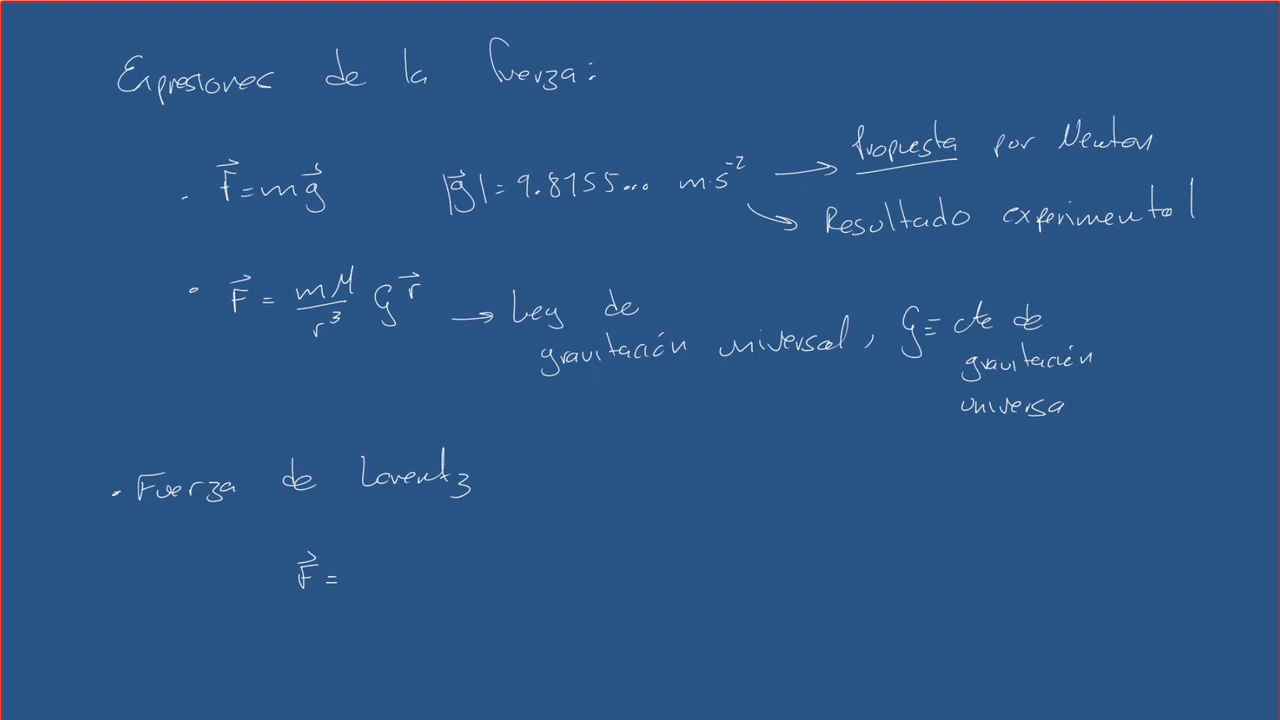 Expresiones de la fuerza:
· F⃗ = m g⃗ |g⃗| = 9.8155... m·s⁻² → Propuesta por Newton
↘ Resultado experimental
· F⃗ = mM/r³ G r⃗ → Ley de
gravitación universal, G ≡ cte de
gravitación
universa
· Fuerza de Lorentz
F⃗ =